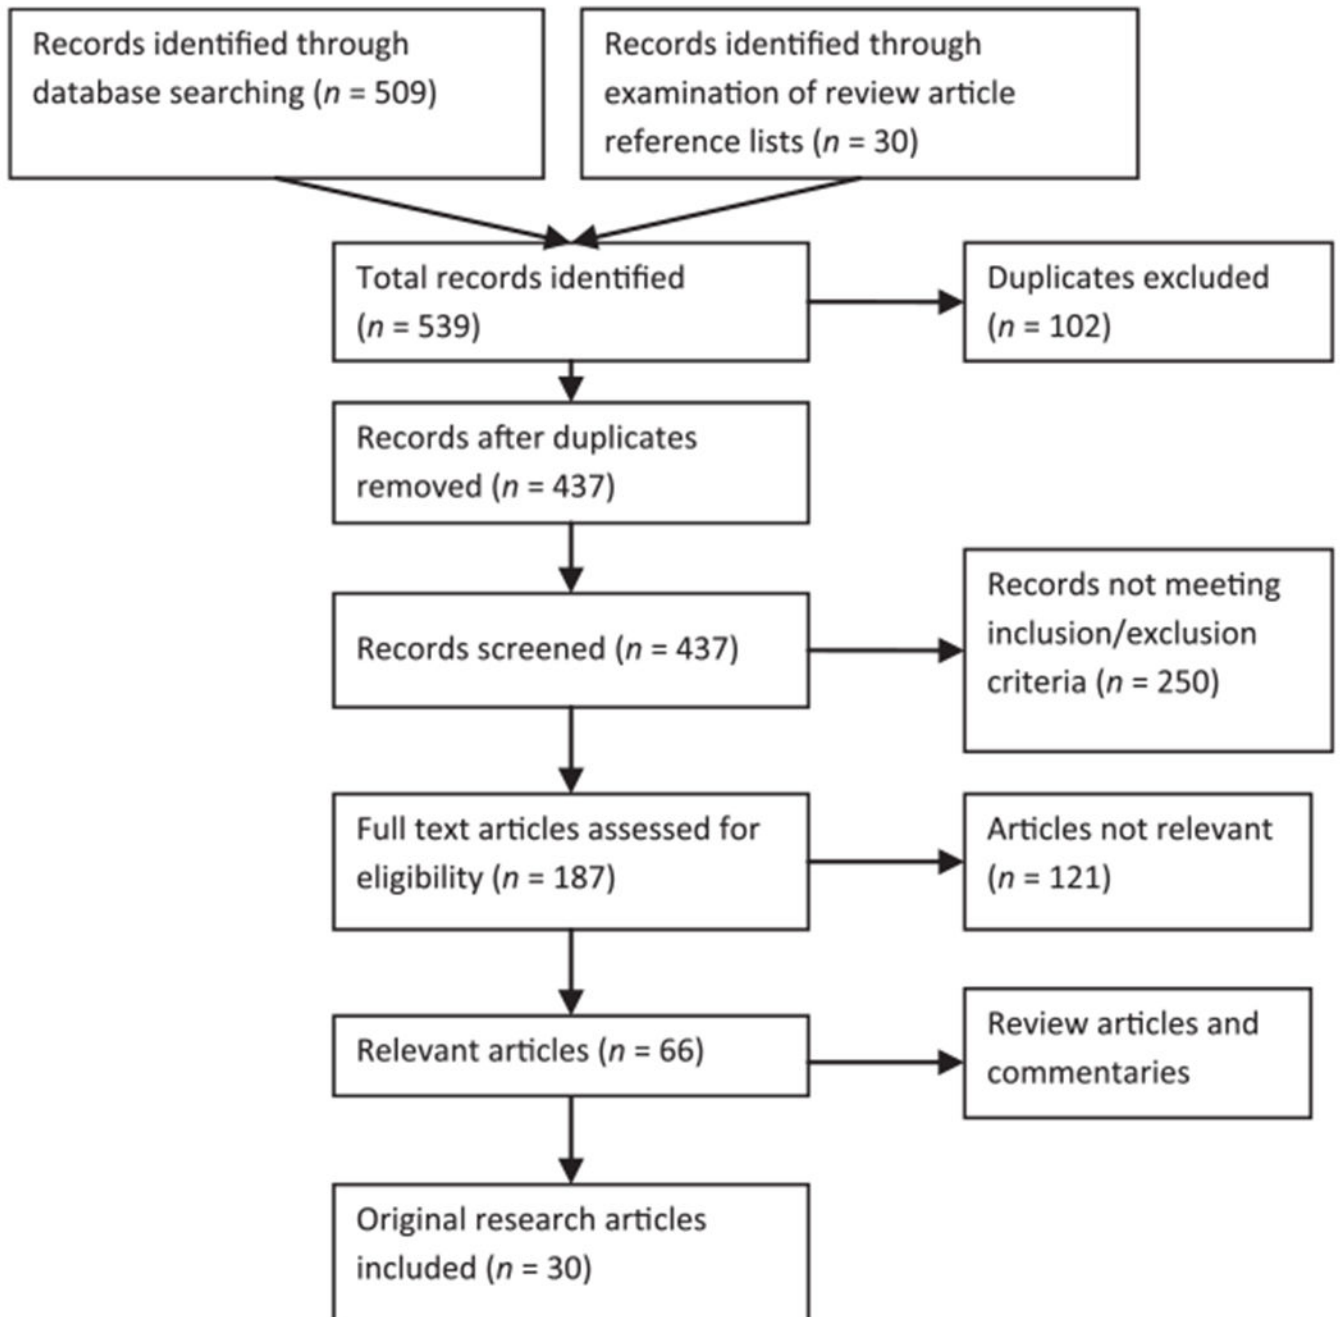 Records identified through
database searching (n = 509)
Records identified through
examination of review article
reference lists (n = 30)
Total records identified
(n = 539)
Duplicates excluded
(n = 102)
Records after duplicates
removed (n = 437)
Records screened (n = 437)
Records not meeting
inclusion/exclusion
criteria (n = 250)
Full text articles assessed for
eligibility (n = 187)
Articles not relevant
(n = 121)
Relevant articles (n = 66)
Review articles and
commentaries
Original research articles
included (n = 30)